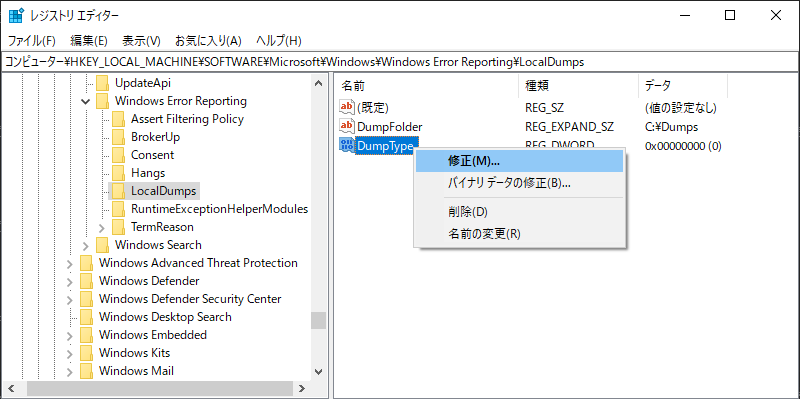 レジストリ エディター
ファイル(F) 編集(E) 表示(V) お気に入り(A) ヘルプ(H)
コンピューター¥HKEY_LOCAL_MACHINE¥SOFTWARE¥Microsoft¥Windows¥Windows Error Reporting¥LocalDumps
UpdateApi
Windows Error Reporting
Assert Filtering Policy
BrokerUp
Consent
Hangs
LocalDumps
RuntimeExceptionHelperModules
TermReason
Windows Search
Windows Advanced Threat Protection
Windows Defender
Windows Defender Security Center
Windows Desktop Search
Windows Embedded
Windows Kits
Windows Mail
名前 種類 データ
(既定) REG_SZ (値の設定なし)
DumpFolder REG_EXPAND_SZ C:¥Dumps
DumpType REG_DWORD 0x00000000 (0)
修正(M)...
バイナリ データの修正(B)...
削除(D)
名前の変更(R)